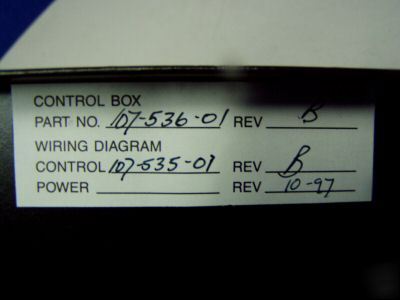 CONTROL BOX
PART NO. 107-536-01 REV B
WIRING DIAGRAM
CONTROL 107-535-01 REV B
POWER REV 10-97